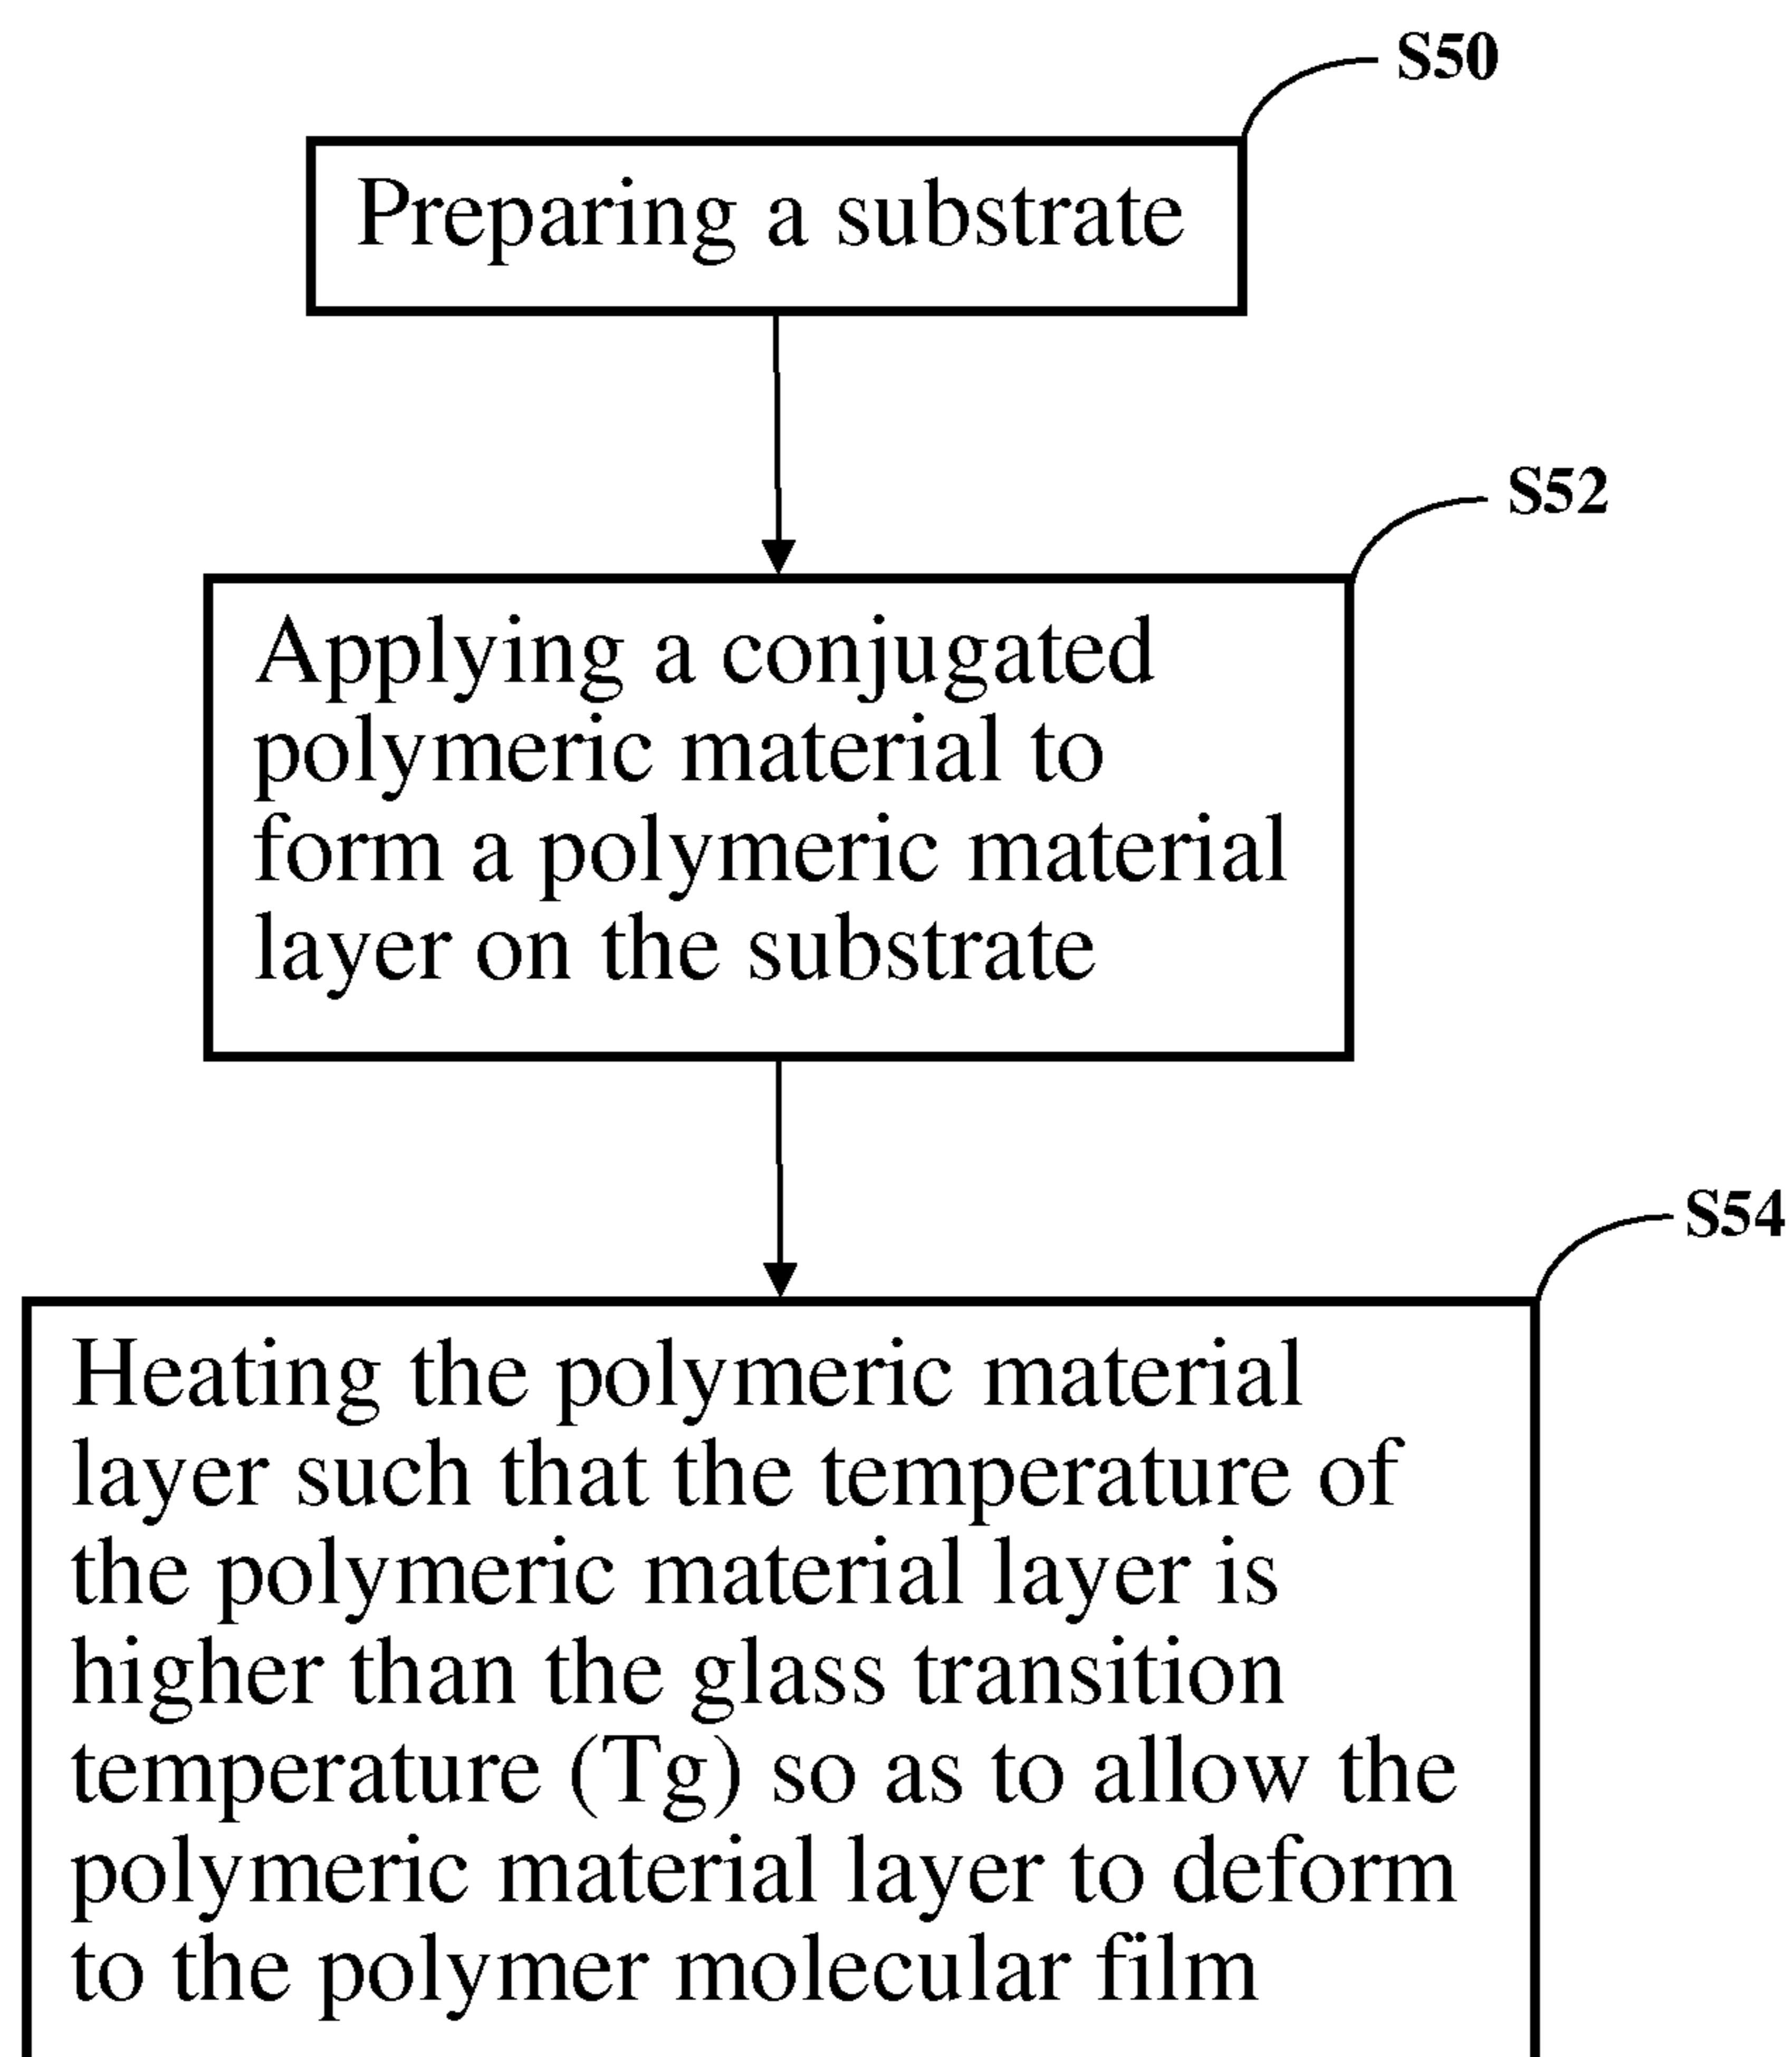 S50
Preparing a substrate
S52
Applying a conjugated
polymeric material to
form a polymeric material
layer on the substrate
S54
Heating the polymeric material
layer such that the temperature of
the polymeric material layer is
higher than the glass transition
temperature (Tg) so as to allow the
polymeric material layer to deform
to the polymer molecular film